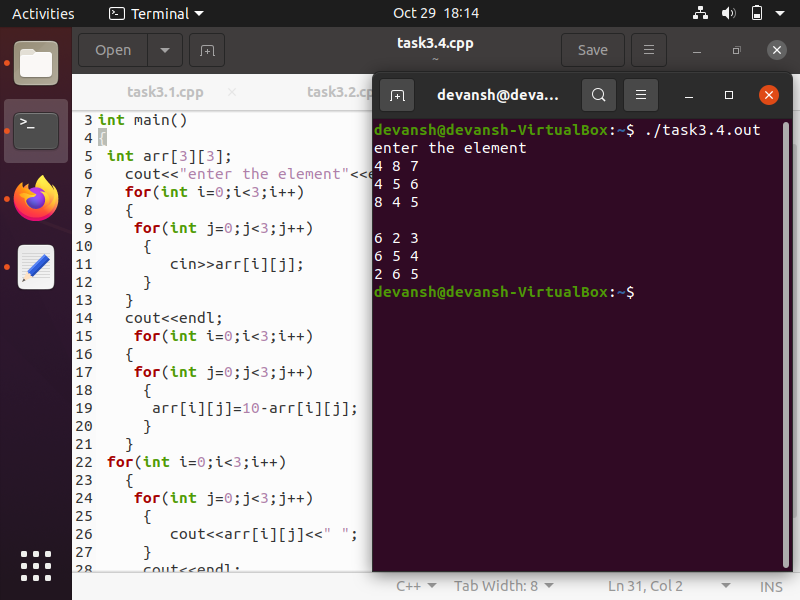 Activities
Terminal
Oct 29 18:14
Open
task3.4.cpp
~
Save
task3.1.cpp
task3.2.cp
3 int main()
4 {
5 int arr[3][3];
6 cout<<"enter the element"<<e
7 for(int i=0;i<3;i++)
8 {
9 for(int j=0;j<3;j++)
10 {
11 cin>>arr[i][j];
12 }
13 }
14 cout<<endl;
15 for(int i=0;i<3;i++)
16 {
17 for(int j=0;j<3;j++)
18 {
19 arr[i][j]=10-arr[i][j];
20 }
21 }
22 for(int i=0;i<3;i++)
23 {
24 for(int j=0;j<3;j++)
25 {
26 cout<<arr[i][j]<<" ";
27 }
28 cout<<endl;
devansh@deva...
devansh@devansh-VirtualBox:~$ ./task3.4.out
enter the element
4 8 7
4 5 6
8 4 5
6 2 3
6 5 4
2 6 5
devansh@devansh-VirtualBox:~$
C++
Tab Width: 8
Ln 31, Col 2
INS